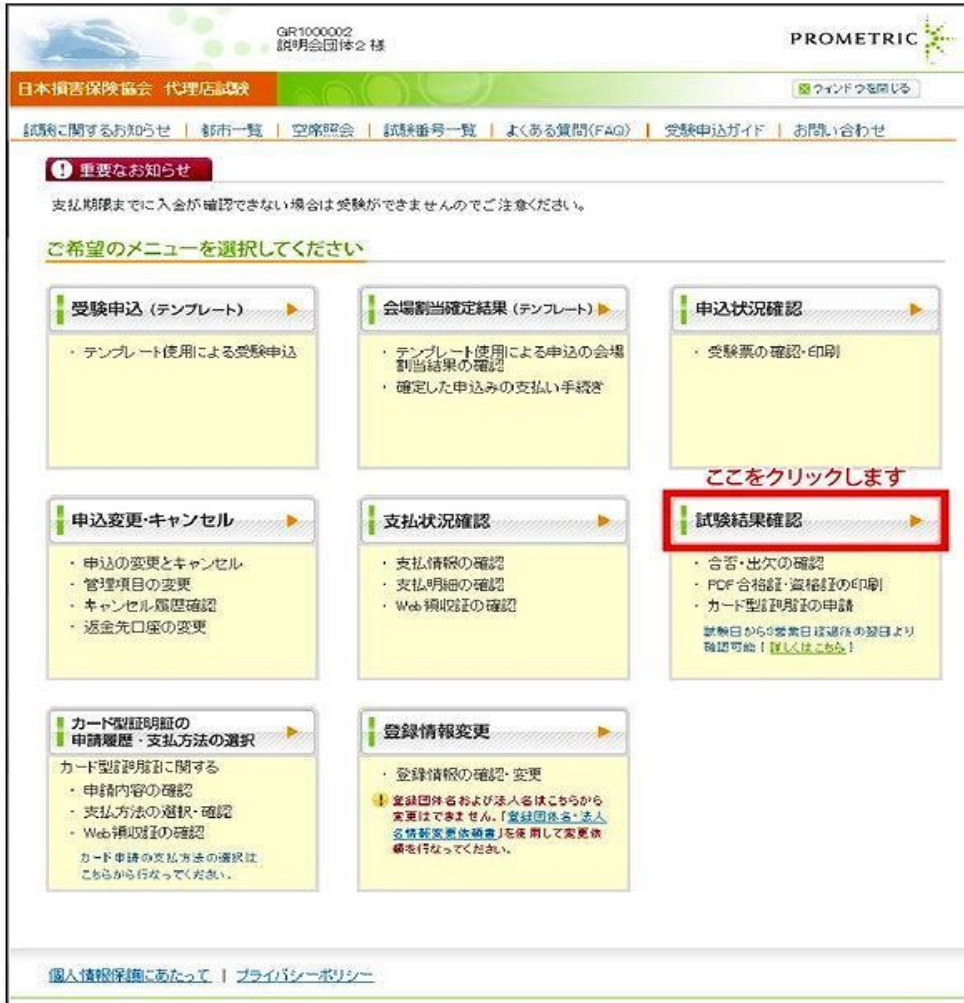 GR1000002
説明会団体2 様
PROMETRIC
日本損害保険協会 代理店試験
ウィンドウを閉じる
試験に関するお知らせ | 都市一覧 | 空席照会 | 試験番号一覧 | よくある質問(FAQ) | 受験申込ガイド | お問い合わせ
! 重要なお知らせ
支払期限までに入金が確認できない場合は受験ができませんのでご注意ください。
ご希望のメニューを選択してください
受験申込 (テンプレート)
・ テンプレート使用による受験申込
会場割当確定結果 (テンプレート)
・ テンプレート使用による申込の会場
割当結果の確認
・ 確定した申込みの支払い手続き
申込状況確認
・ 受験票の確認・印刷
申込変更・キャンセル
・ 申込の変更とキャンセル
・ 管理項目の変更
・ キャンセル履歴確認
・ 返金先口座の変更
支払状況確認
・ 支払情報の確認
・ 支払明細の確認
・ Web領収証の確認
ここをクリックします
試験結果確認
・ 合否・出欠の確認
・ PDF合格証・資格証の印刷
・ カード型証明証の申請
試験日から3営業日経過後の翌日より
確認可能!詳しくはこちら!
カード型証明証の
申請履歴・支払方法の選択
カード型証明証に関する
・ 申請内容の確認
・ 支払方法の選択・確認
・ Web領収証の確認
カード申請の支払方法の選択は
こちらから行なってください。
登録情報変更
・ 登録情報の確認・変更
! 登録団体名および法人名はこちらから
変更はできません。「登録団体名・法人
名情報変更依頼書」を使用して変更依
頼を行なってください。
個人情報保護にあたって | プライバシーポリシー